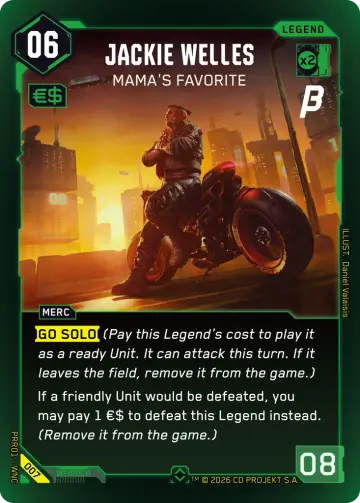 06
JACKIE WELLES
MAMA'S FAVORITE
LEGEND
x2
€$
β
ILLUST. Daniel Valaisis
MERC
GO SOLO (Pay this Legend's cost to play it
as a ready Unit. It can attack this turn. If it
leaves the field, remove it from the game.)
If a friendly Unit would be defeated, you
may pay 1 €$ to defeat this Legend instead.
(Remove it from the game.)
PRR01 · WNC
007
™ © 2026 CD PROJEKT S.A.
08